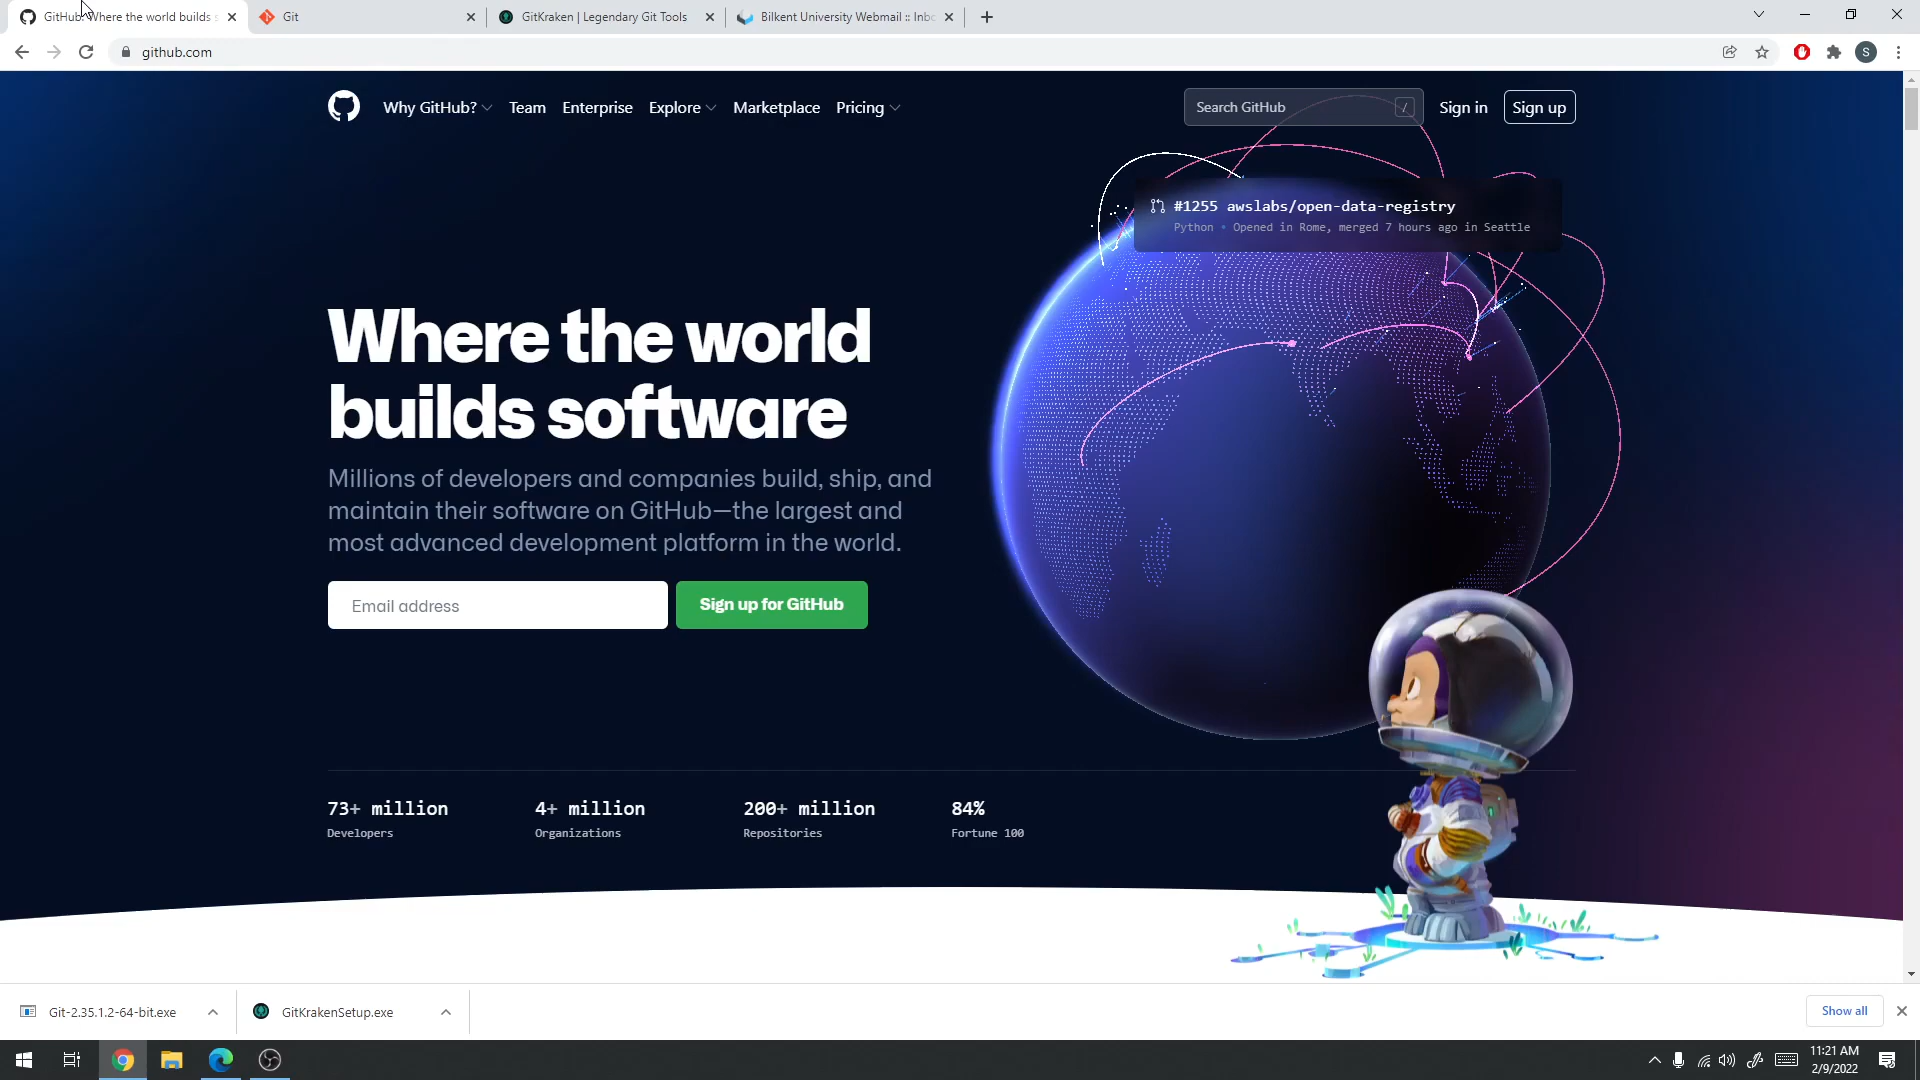 GitHub: Where the world builds s
Git
GitKraken | Legendary Git Tools
Bilkent University Webmail :: Inbo
github.com
S
Why GitHub?
Team
Enterprise
Explore
Marketplace
Pricing
Search GitHub
/
Sign in
Sign up
#1255 awslabs/open-data-registry
Python • Opened in Rome, merged 7 hours ago in Seattle
Where the world
builds software
Millions of developers and companies build, ship, and
maintain their software on GitHub—the largest and
most advanced development platform in the world.
Email address
Sign up for GitHub
73+ million
Developers
4+ million
Organizations
200+ million
Repositories
84%
Fortune 100
Git-2.35.1.2-64-bit.exe
GitKrakenSetup.exe
Show all
11:21 AM
2/9/2022